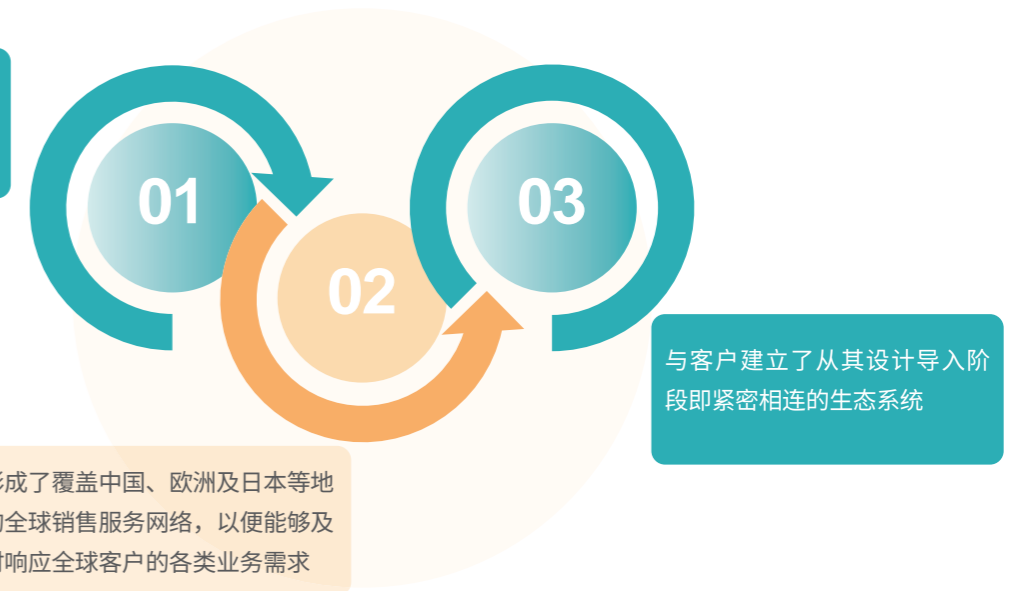 01
02
03
与客户建立了从其设计导入阶
段即紧密相连的生态系统
成了覆盖中国、欧洲及日本等地
全球销售服务网络，以便能够及
响应全球客户的各类业务需求